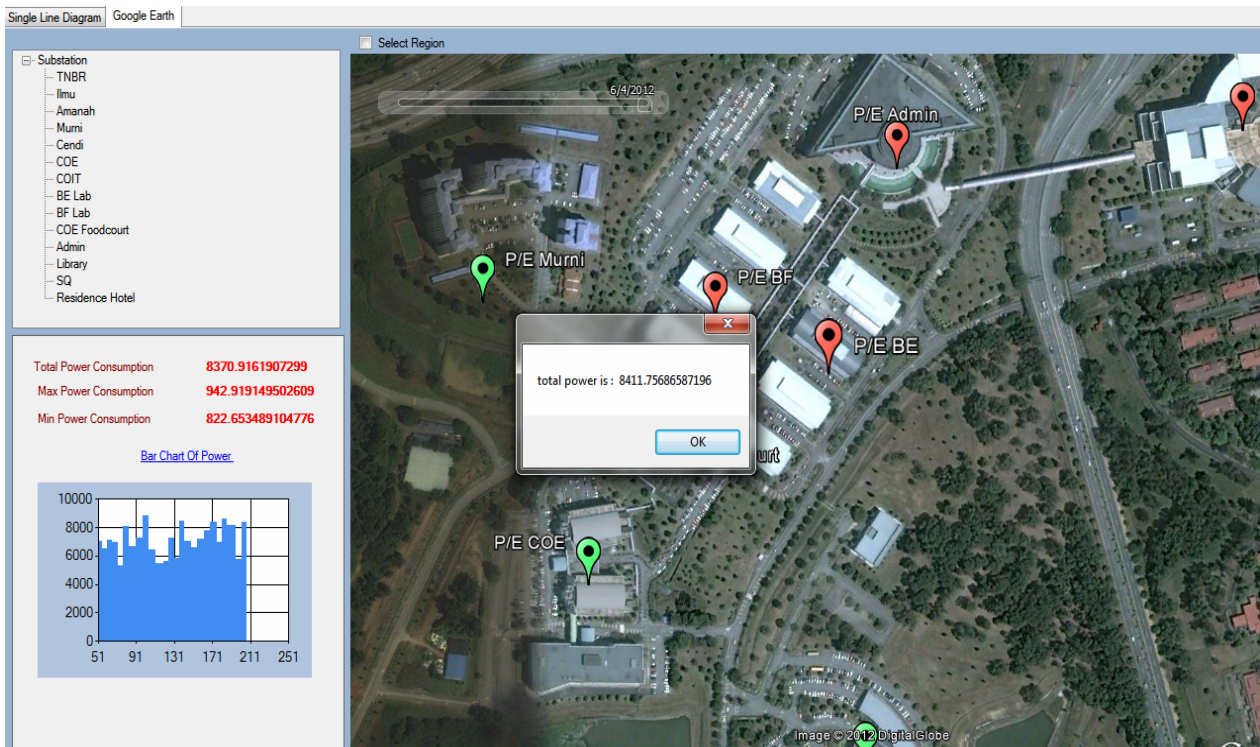 Single Line Diagram
Google Earth
Select Region
Substation
TNBR
Ilmu
Amanah
Murni
Cendi
COE
COIT
BE Lab
BF Lab
COE Foodcourt
Admin
Library
SQ
Residence Hotel
Total Power Consumption 8370.9161907299
Max Power Consumption 942.919149502609
Min Power Consumption 822.653489104776
Bar Chart Of Power
10000
8000
6000
4000
2000
0
51 91 131 171 211 251
6/4/2012
P/E Admin
P/E Murni
P/E BF
P/E BE
total power is : 8411.75686587196
OK
urt
P/E COE
Image © 2012 DigitalGlobe